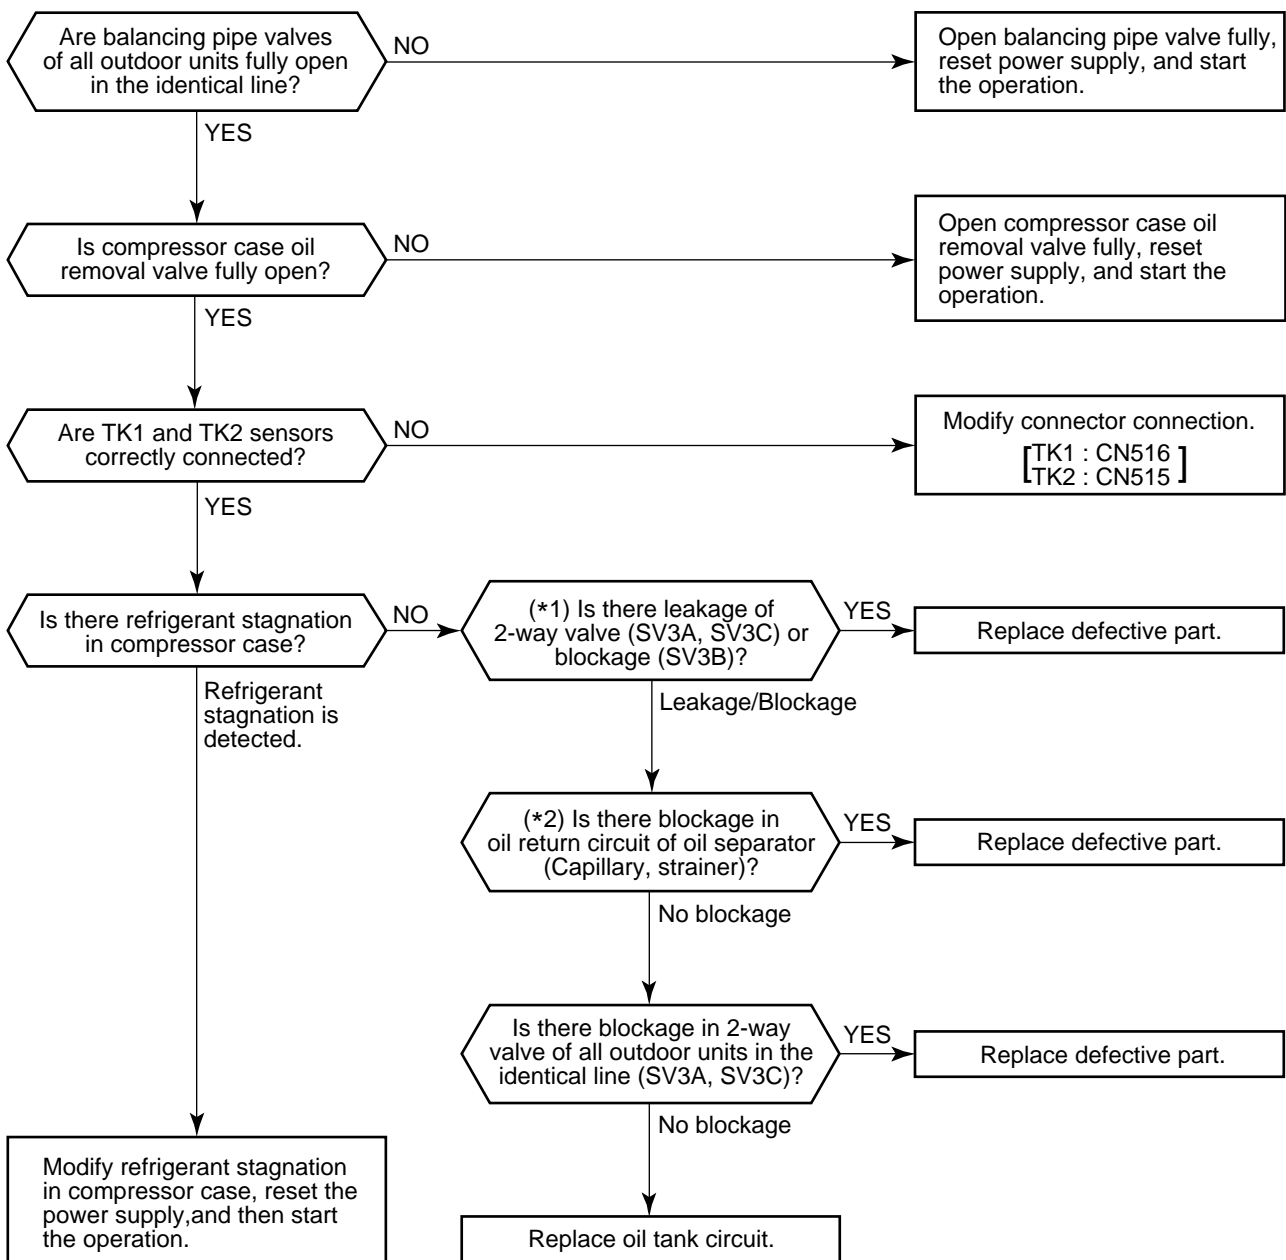 Are balancing pipe valves
of all outdoor units fully open
in the identical line?
NO
Open balancing pipe valve fully,
reset power supply, and start
the operation.
YES
Is compressor case oil
removal valve fully open?
NO
Open compressor case oil
removal valve fully, reset
power supply, and start the
operation.
YES
Are TK1 and TK2 sensors
correctly connected?
NO
Modify connector connection.
[TK1 : CN516
TK2 : CN515]
YES
Is there refrigerant stagnation
in compressor case?
NO
(*1) Is there leakage of
2-way valve (SV3A, SV3C) or
blockage (SV3B)?
YES
Replace defective part.
Refrigerant
stagnation is
detected.
Leakage/Blockage
(*2) Is there blockage in
oil return circuit of oil separator
(Capillary, strainer)?
YES
Replace defective part.
No blockage
Is there blockage in 2-way
valve of all outdoor units in the
identical line (SV3A, SV3C)?
YES
Replace defective part.
No blockage
Modify refrigerant stagnation
in compressor case, reset the
power supply,and then start
the operation.
Replace oil tank circuit.